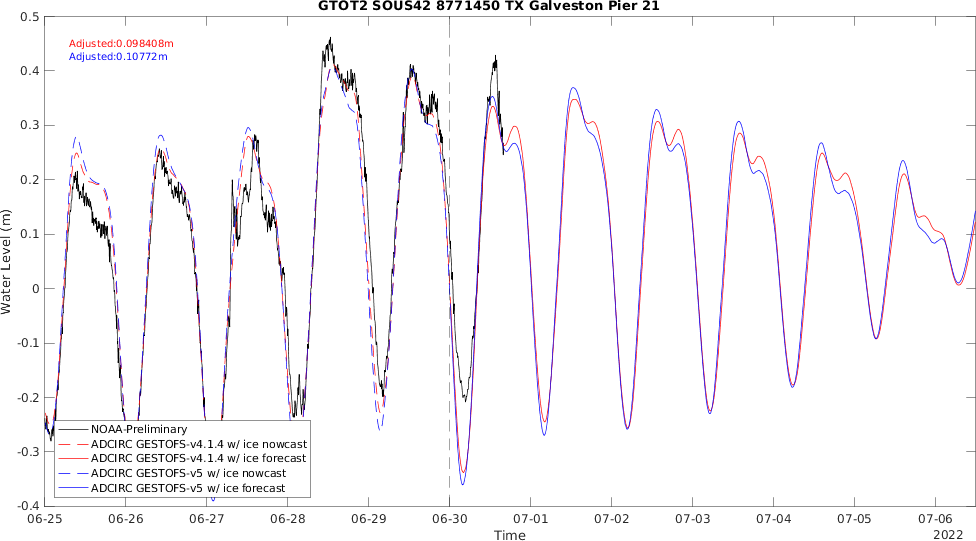 GTOT2 SOUS42 8771450 TX Galveston Pier 21
Adjusted:0.098408m
Adjusted:0.10772m
0.5
0.4
0.3
0.2
0.1
0
-0.1
-0.2
-0.3
-0.4
Water Level (m)
NOAA-Preliminary
ADCIRC GESTOFS-v4.1.4 w/ ice nowcast
ADCIRC GESTOFS-v4.1.4 w/ ice forecast
ADCIRC GESTOFS-v5 w/ ice nowcast
ADCIRC GESTOFS-v5 w/ ice forecast
06-25 06-26 06-27 06-28 06-29 06-30 07-01 07-02 07-03 07-04 07-05 07-06
Time
2022